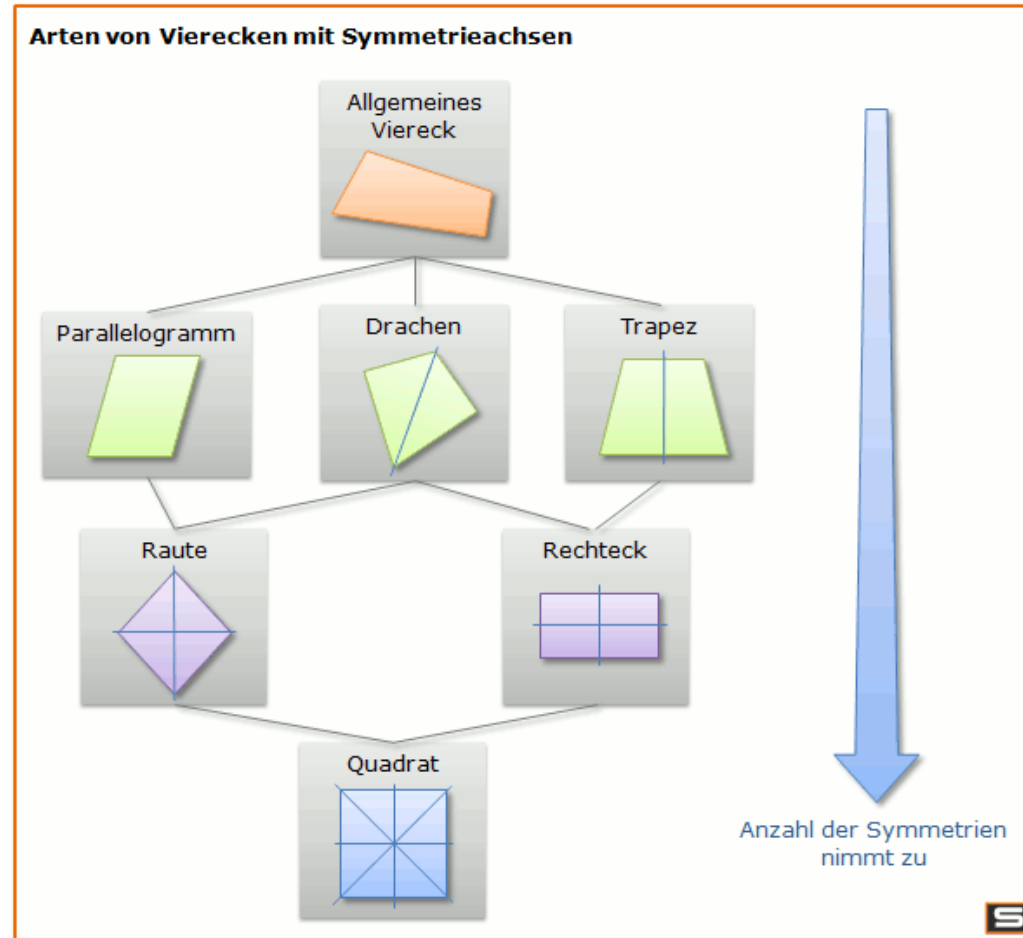 Arten von Vierecken mit Symmetrieachsen
Allgemeines
Viereck
Parallelogramm
Drachen
Trapez
Raute
Rechteck
Quadrat
Anzahl der Symmetrien
nimmt zu
S